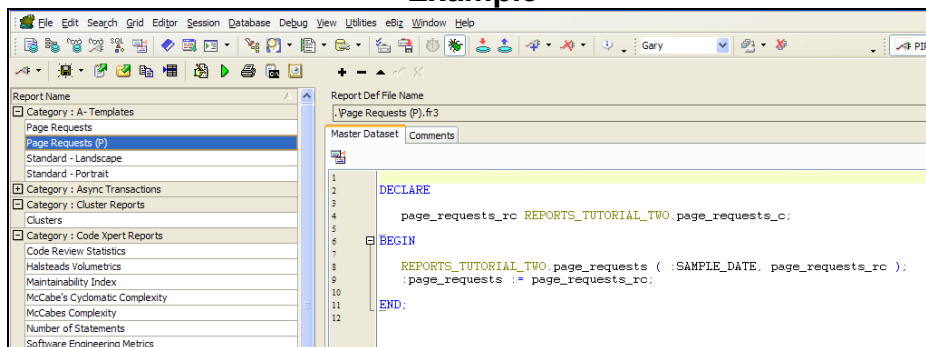 Example
File Edit Search Grid Editor Session Database Debug View Utilities eBiz Window Help
Gary
Report Name
Category : A- Templates
Page Requests
Page Requests (P)
Standard - Landscape
Standard - Portrait
Category : Async Transactions
Category : Cluster Reports
Clusters
Category : Code Xpert Reports
Code Review Statistics
Halsteads Volumetrics
Maintainability Index
McCabe's Cyclomatic Complexity
McCabes Complexity
Number of Statements
Software Engineering Metrics
Report Def File Name
.\Page Requests (P).fr3
Master Dataset Comments
1
2 DECLARE
3
4 page_requests_rc REPORTS_TUTORIAL_TWO.page_requests_c;
5
6 BEGIN
7
8 REPORTS_TUTORIAL_TWO.page_requests ( :SAMPLE_DATE, page_requests_rc );
9 :page_requests := page_requests_rc;
10
11 END;
12